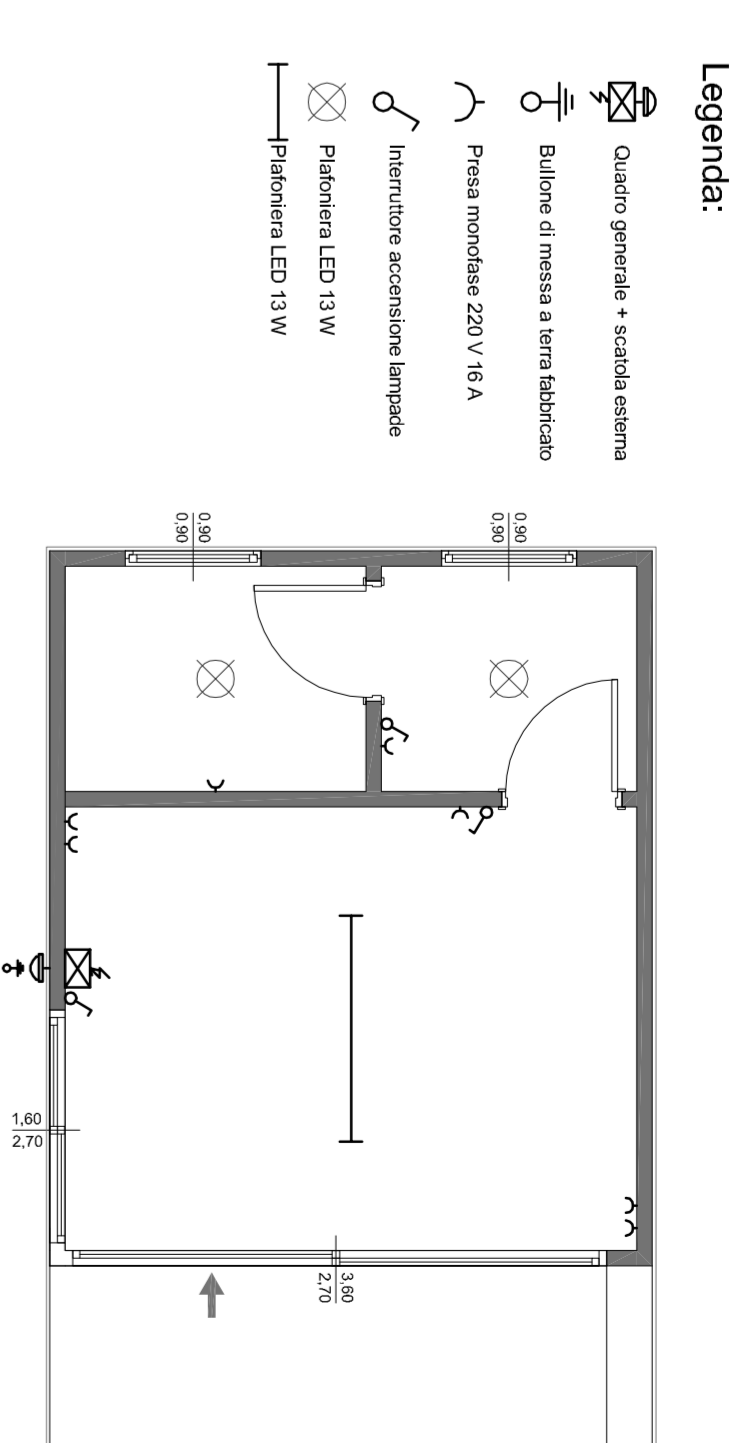 Legenda:
Quadro generale + scatola esterna
Bullone di messa a terra fabbricato
Presa monofase 220 V 16 A
Interruttore accensione lampade
Plafoniera LED 13 W
Plafoniera LED 13 W
0,90
0,90
0,90
0,90
3,60
2,70
1,60
2,70